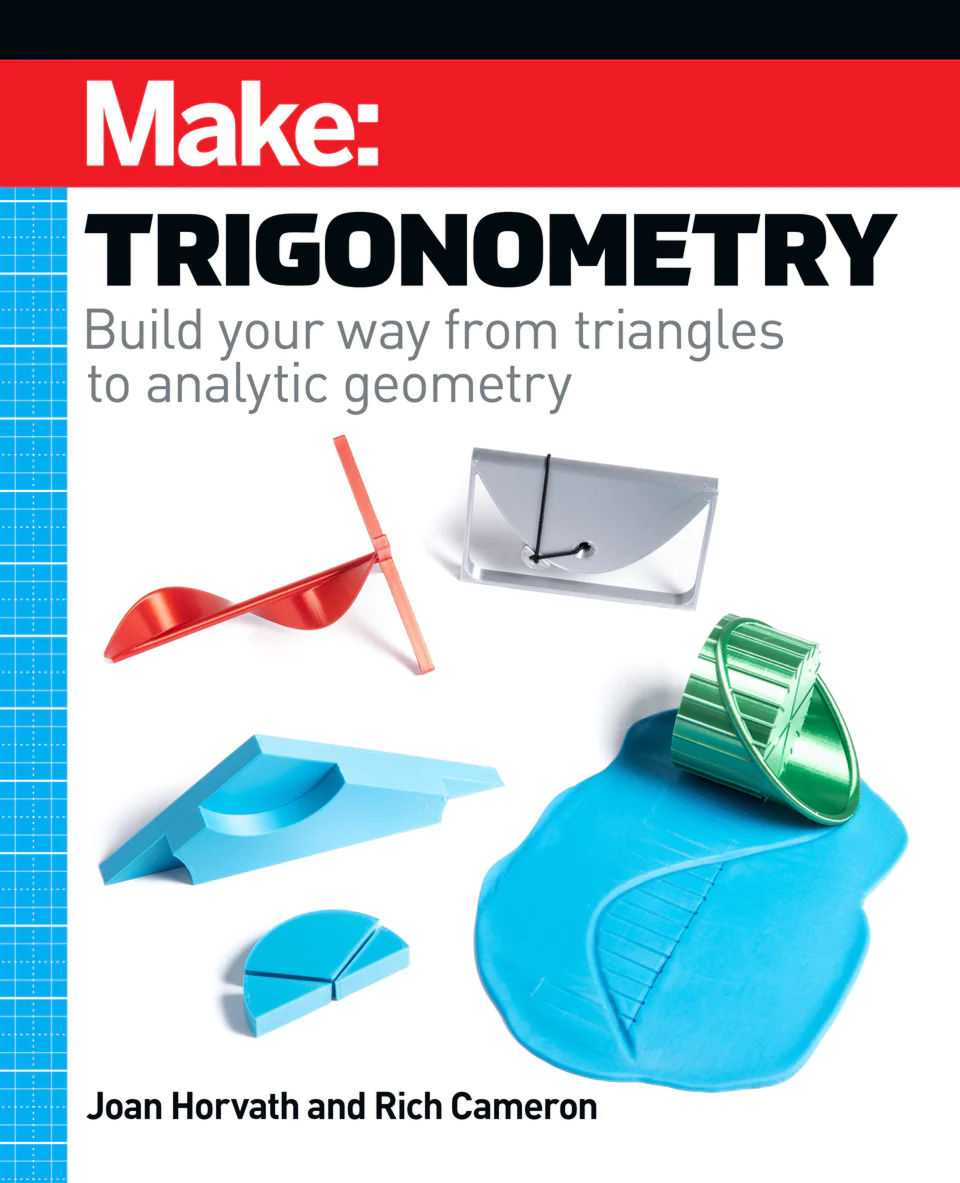 Make:
TRIGONOMETRY
Build your way from triangles
to analytic geometry
Joan Horvath and Rich Cameron